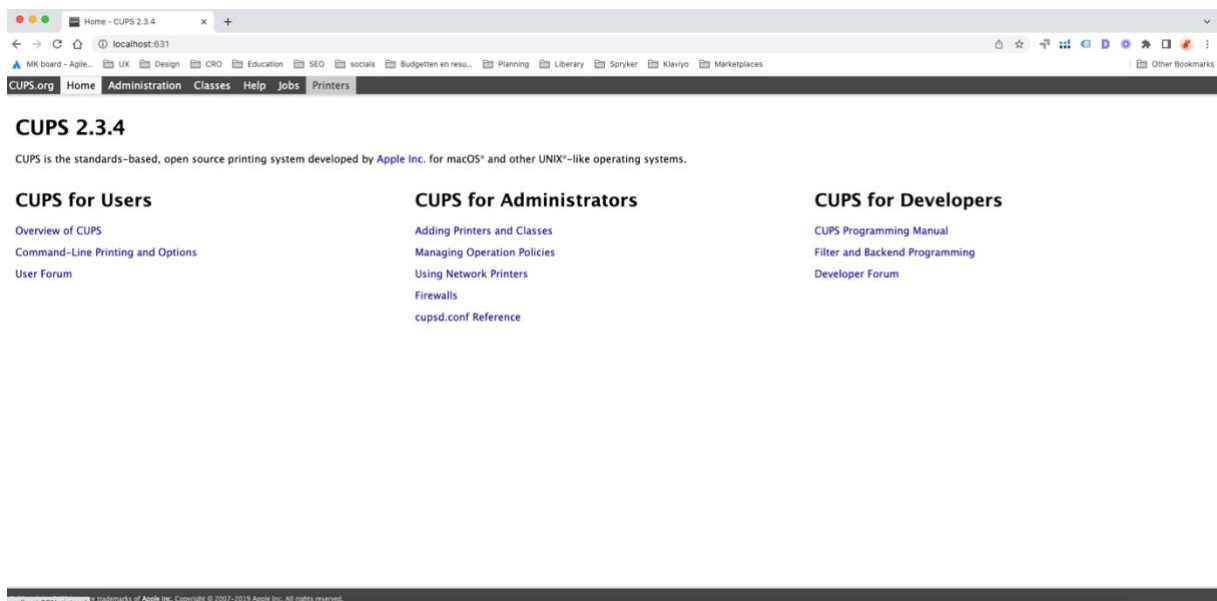 Home - CUPS 2.3.4
localhost:631
MK board - Agile... UX Design CRO Education SEO socials Budgetten en resu... Planning Liberary Spryker Klaviyo Marketplaces Other Bookmarks
CUPS.org Home Administration Classes Help Jobs Printers
CUPS 2.3.4
CUPS is the standards-based, open source printing system developed by Apple Inc. for macOS® and other UNIX®-like operating systems.
CUPS for Users
Overview of CUPS
Command-Line Printing and Options
User Forum
CUPS for Administrators
Adding Printers and Classes
Managing Operation Policies
Using Network Printers
Firewalls
cupsd.conf Reference
CUPS for Developers
CUPS Programming Manual
Filter and Backend Programming
Developer Forum
trademarks of Apple Inc. Copyright © 2007-2019 Apple Inc. All rights reserved.